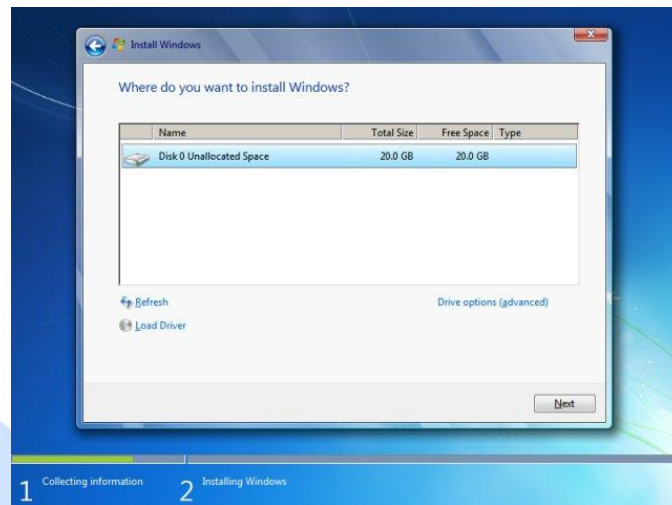 Install Windows
Where do you want to install Windows?
Name Total Size Free Space Type
Disk 0 Unallocated Space 20.0 GB 20.0 GB
Refresh Drive options (advanced)
Load Driver
Next
1 Collecting information 2 Installing Windows